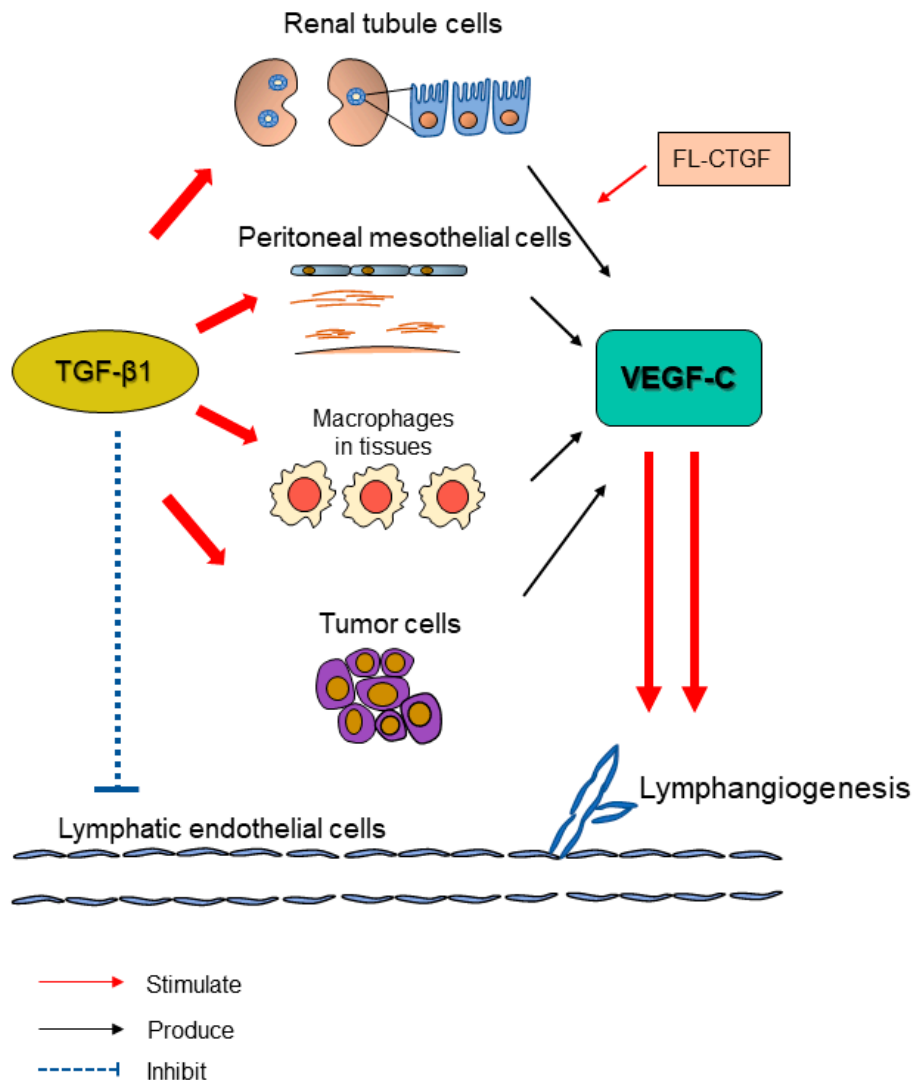 Renal tubule cells
FL-CTGF
Peritoneal mesothelial cells
TGF-β1
VEGF-C
Macrophages
in tissues
Tumor cells
Lymphangiogenesis
Lymphatic endothelial cells
Stimulate
Produce
Inhibit